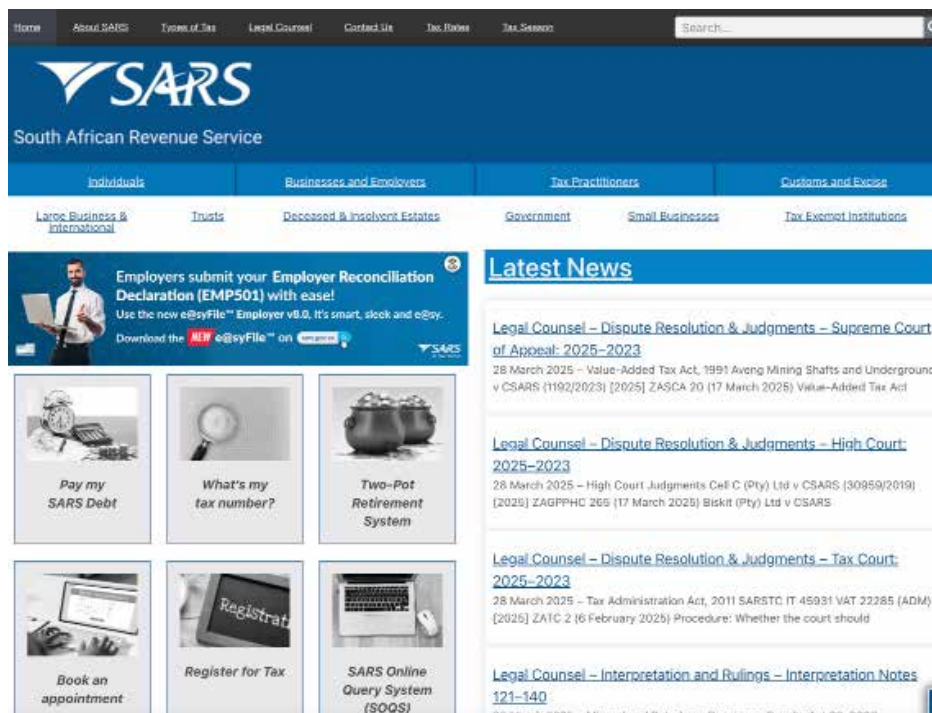 Home About SARS Types of Tax Legal Counsel Contact Us Tax Rates Tax Season Search...
SARS
South African Revenue Service
Individuals Businesses and Employers Tax Practitioners Customs and Excise
Large Business &
International Trusts Deceased & Insolvent Estates Government Small Businesses Tax Exempt Institutions
Employers submit your Employer Reconciliation
Declaration (EMP501) with ease!
Use the new e@syFile™ Employer v8.0, It's smart, sleek and e@sy.
Download the NEW e@syFile™ on
SARS
Pay my
SARS Debt
What's my
tax number?
Two-Pot
Retirement
System
Registrat
Book an
appointment
Register for Tax
SARS Online
Query System
(SOQS)
Latest News
Legal Counsel – Dispute Resolution & Judgments – Supreme Court
of Appeal: 2025–2023
28 March 2025 – Value-Added Tax Act, 1991 Aveng Mining Shafts and Underground
v CSARS (1192/2023) [2025] ZASCA 20 (17 March 2025) Value-Added Tax Act
Legal Counsel – Dispute Resolution & Judgments – High Court:
2025–2023
28 March 2025 – High Court Judgments Cell C (Pty) Ltd v CSARS (30959/2019)
[2025] ZAGPPHC 265 (17 March 2025) Biskit (Pty) Ltd v CSARS
Legal Counsel – Dispute Resolution & Judgments – Tax Court:
2025–2023
28 March 2025 – Tax Administration Act, 2011 SARSTC IT 45931 VAT 22285 (ADM)
[2025] ZATC 2 (6 February 2025) Procedure: Whether the court should
Legal Counsel – Interpretation and Rulings – Interpretation Notes
121–140